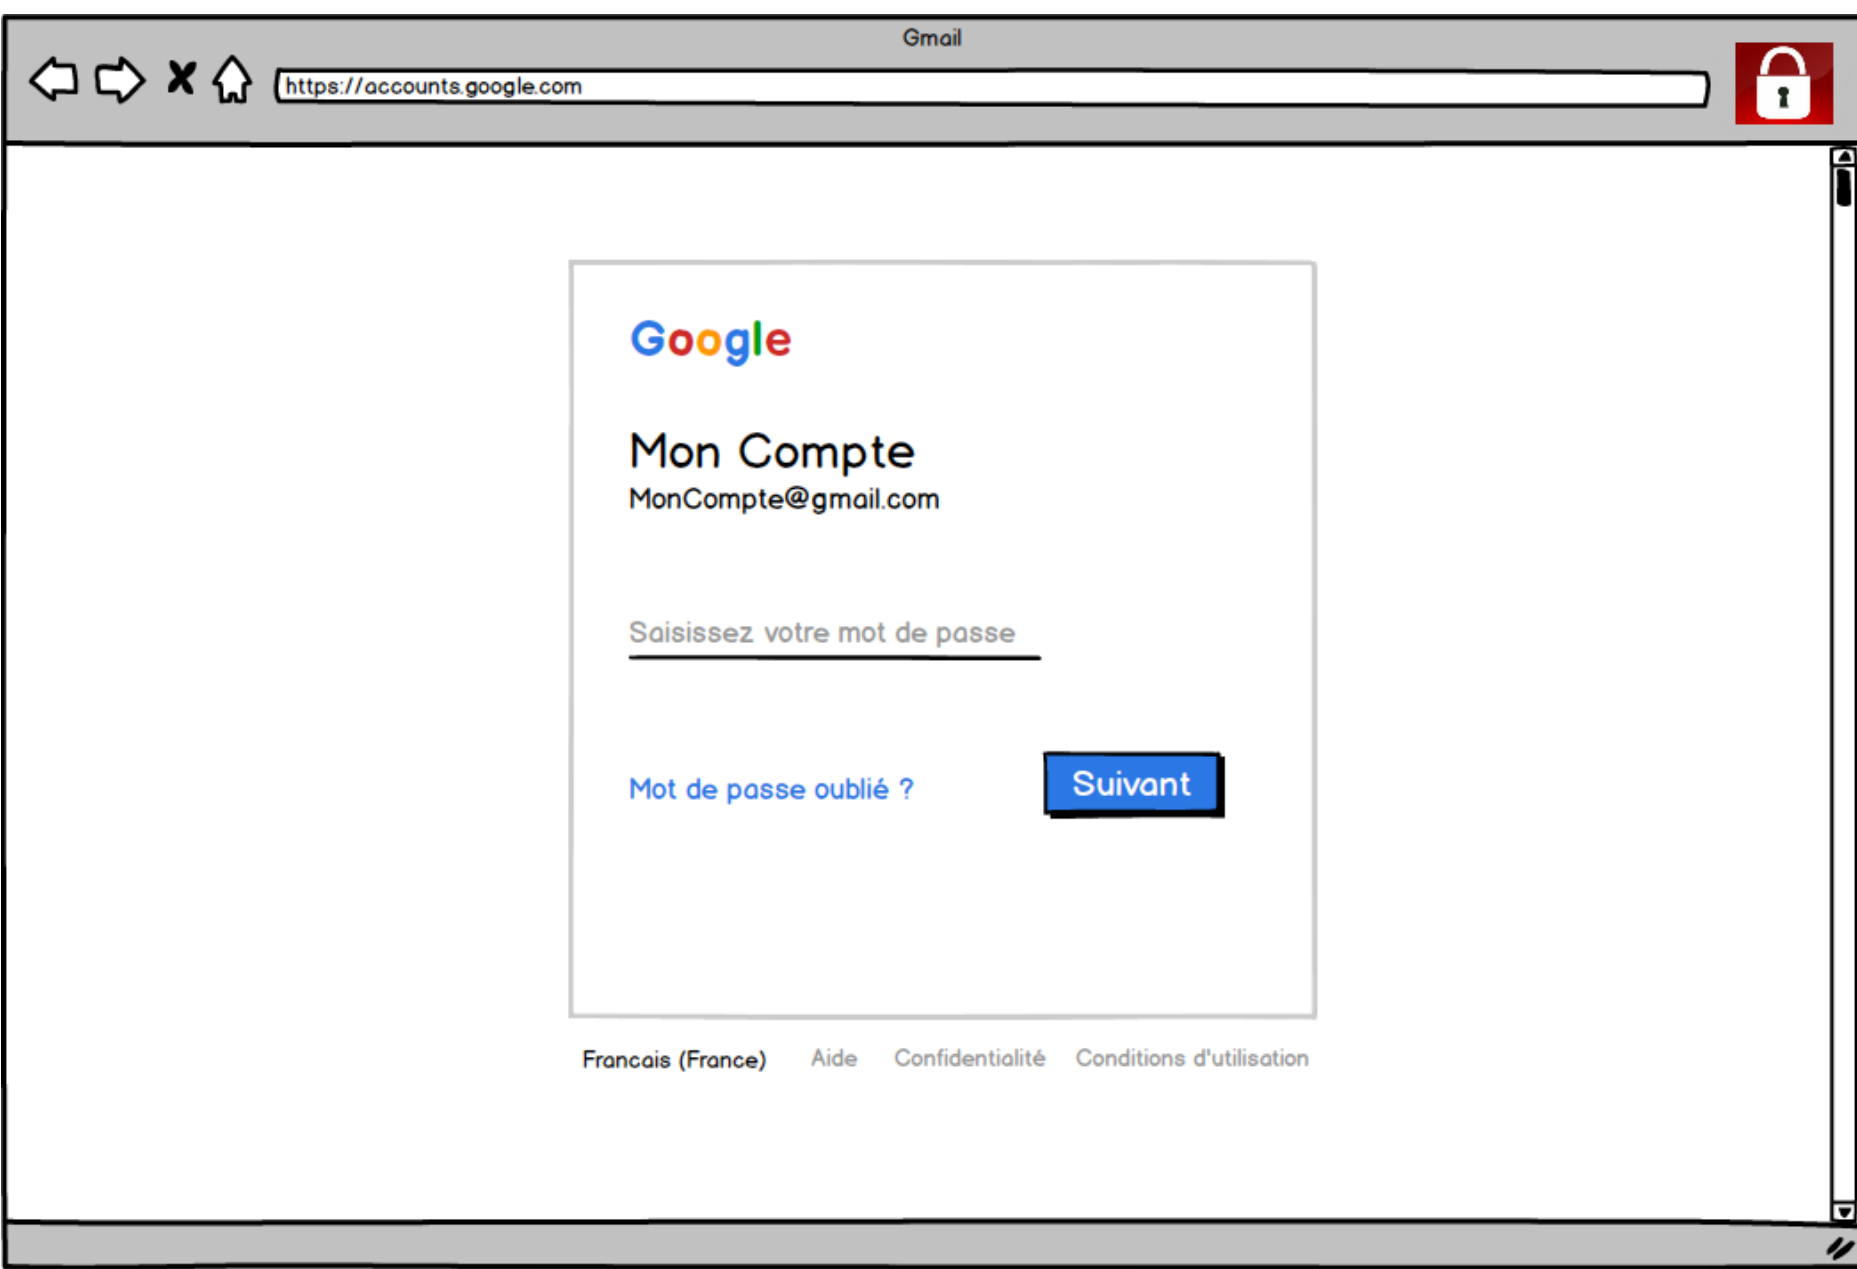 Gmail
https://accounts.google.com
Google
Mon Compte
MonCompte@gmail.com
Saisissez votre mot de passe
Mot de passe oublié ?
Suivant
Francais (France) Aide Confidentialité Conditions d'utilisation